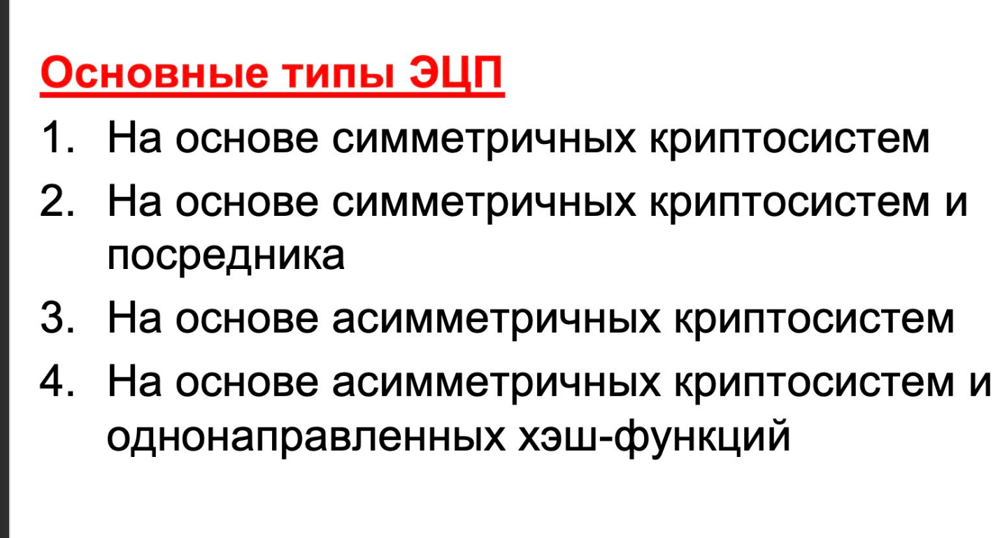 Основные типы ЭЦП
1. На основе симметричных криптосистем
2. На основе симметричных криптосистем и
посредника
3. На основе асимметричных криптосистем
4. На основе асимметричных криптосистем и
однонаправленных хэш-функций